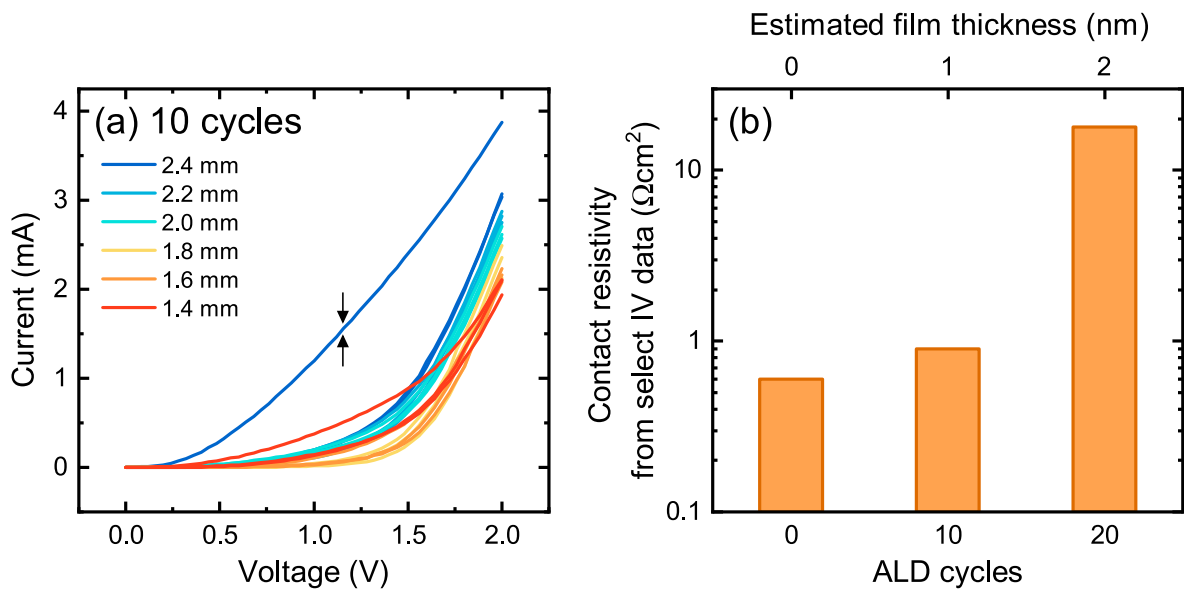 (a) 10 cycles
2.4 mm
2.2 mm
2.0 mm
1.8 mm
1.6 mm
1.4 mm
Current (mA)
4
3
2
1
0
0.0 0.5 1.0 1.5 2.0
Voltage (V)
Estimated film thickness (nm)
0 1 2
(b)
Contact resistivity
from select IV data (Ωcm²)
10
1
0.1
0 10 20
ALD cycles